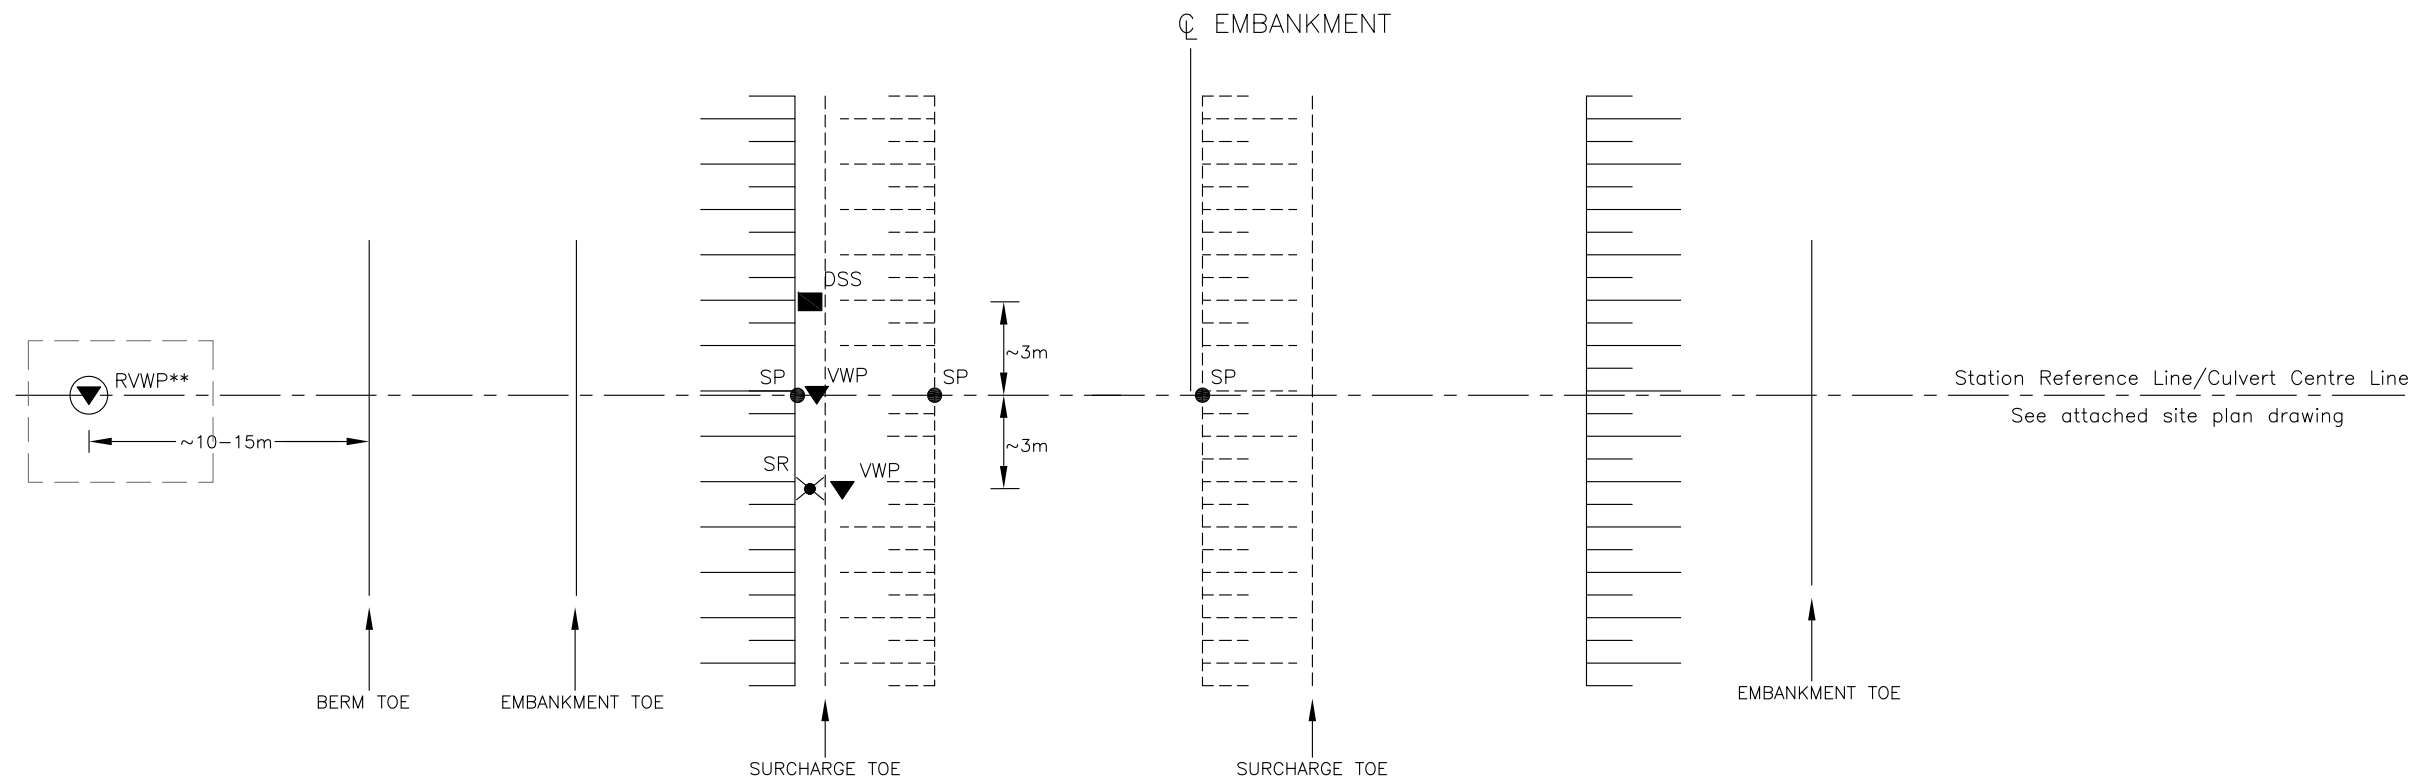 ℄ EMBANKMENT
DSS
~3m
RVWP**
SP
VWP
SP
SP
Station Reference Line/Culvert Centre Line
See attached site plan drawing
~10-15m
~3m
SR
VWP
BERM TOE
EMBANKMENT TOE
EMBANKMENT TOE
SURCHARGE TOE
SURCHARGE TOE